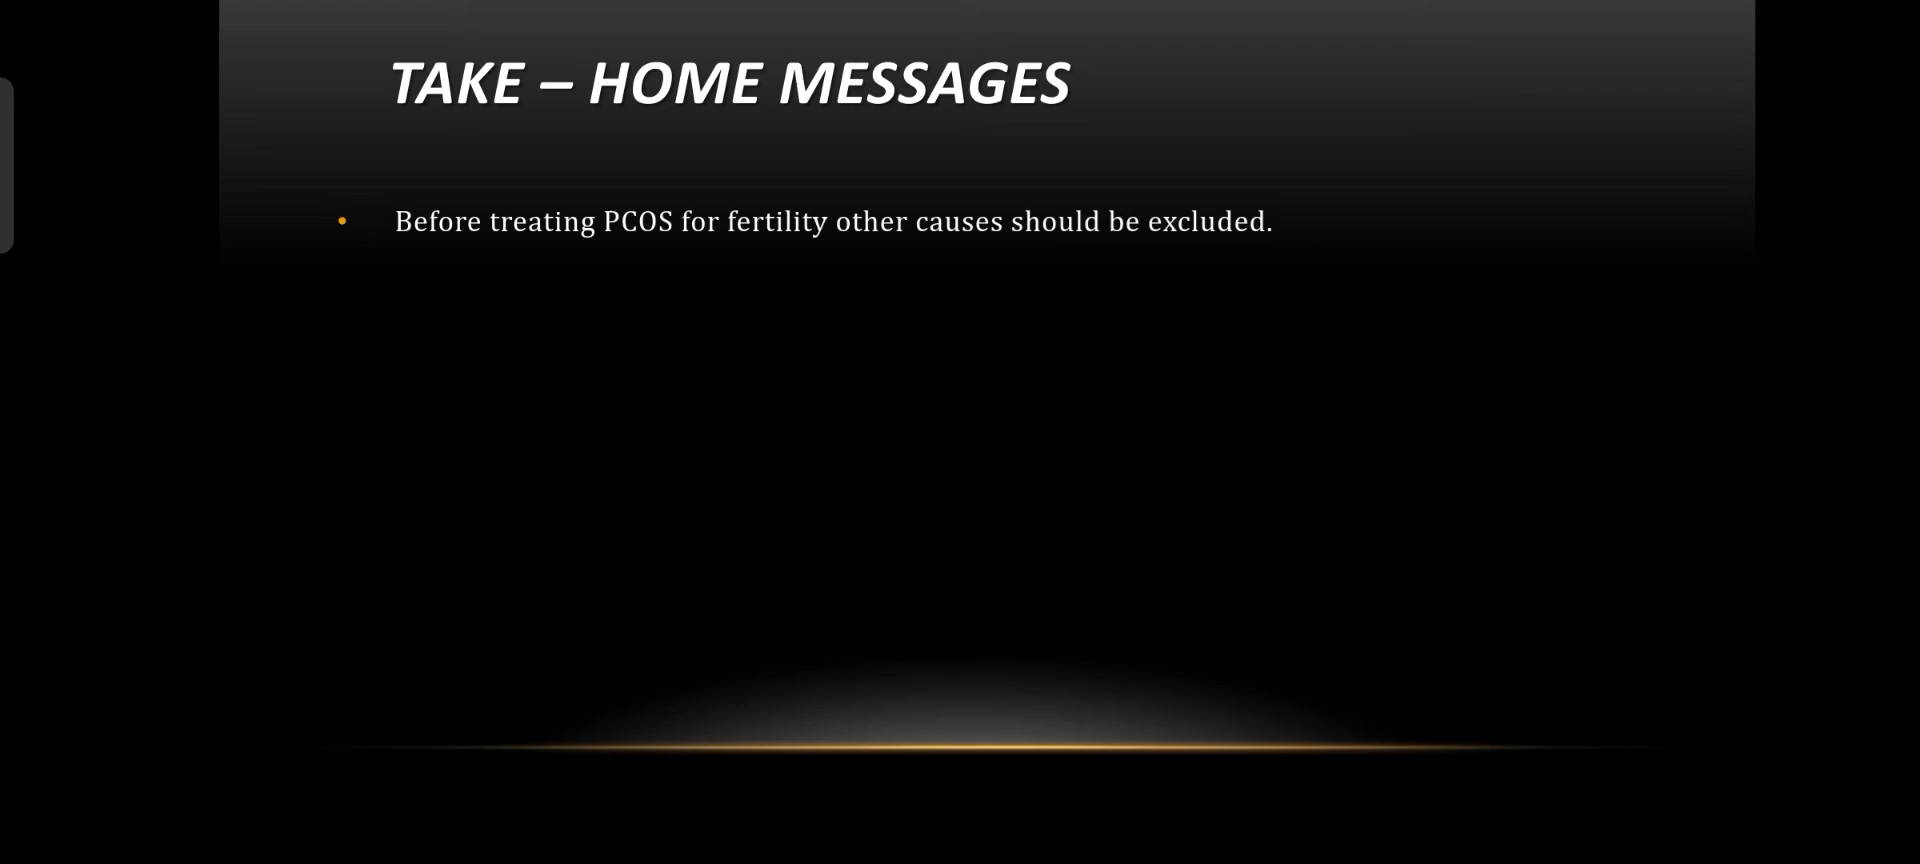 TAKE – HOME MESSAGES
• Before treating PCOS for fertility other causes should be excluded.